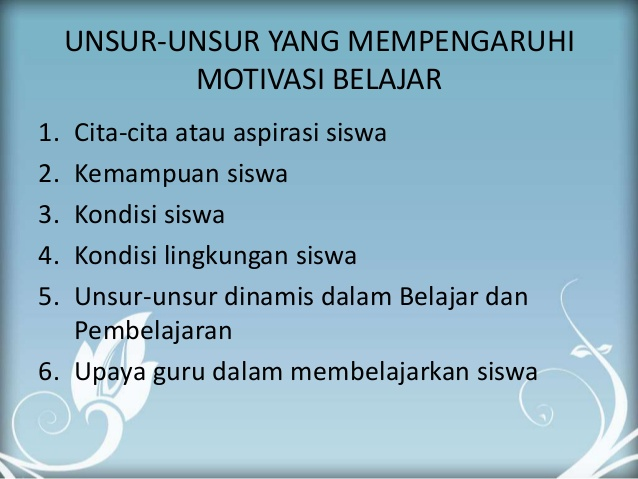 UNSUR-UNSUR YANG MEMPENGARUHI
MOTIVASI BELAJAR
1. Cita-cita atau aspirasi siswa
2. Kemampuan siswa
3. Kondisi siswa
4. Kondisi lingkungan siswa
5. Unsur-unsur dinamis dalam Belajar dan
Pembelajaran
6. Upaya guru dalam membelajarkan siswa